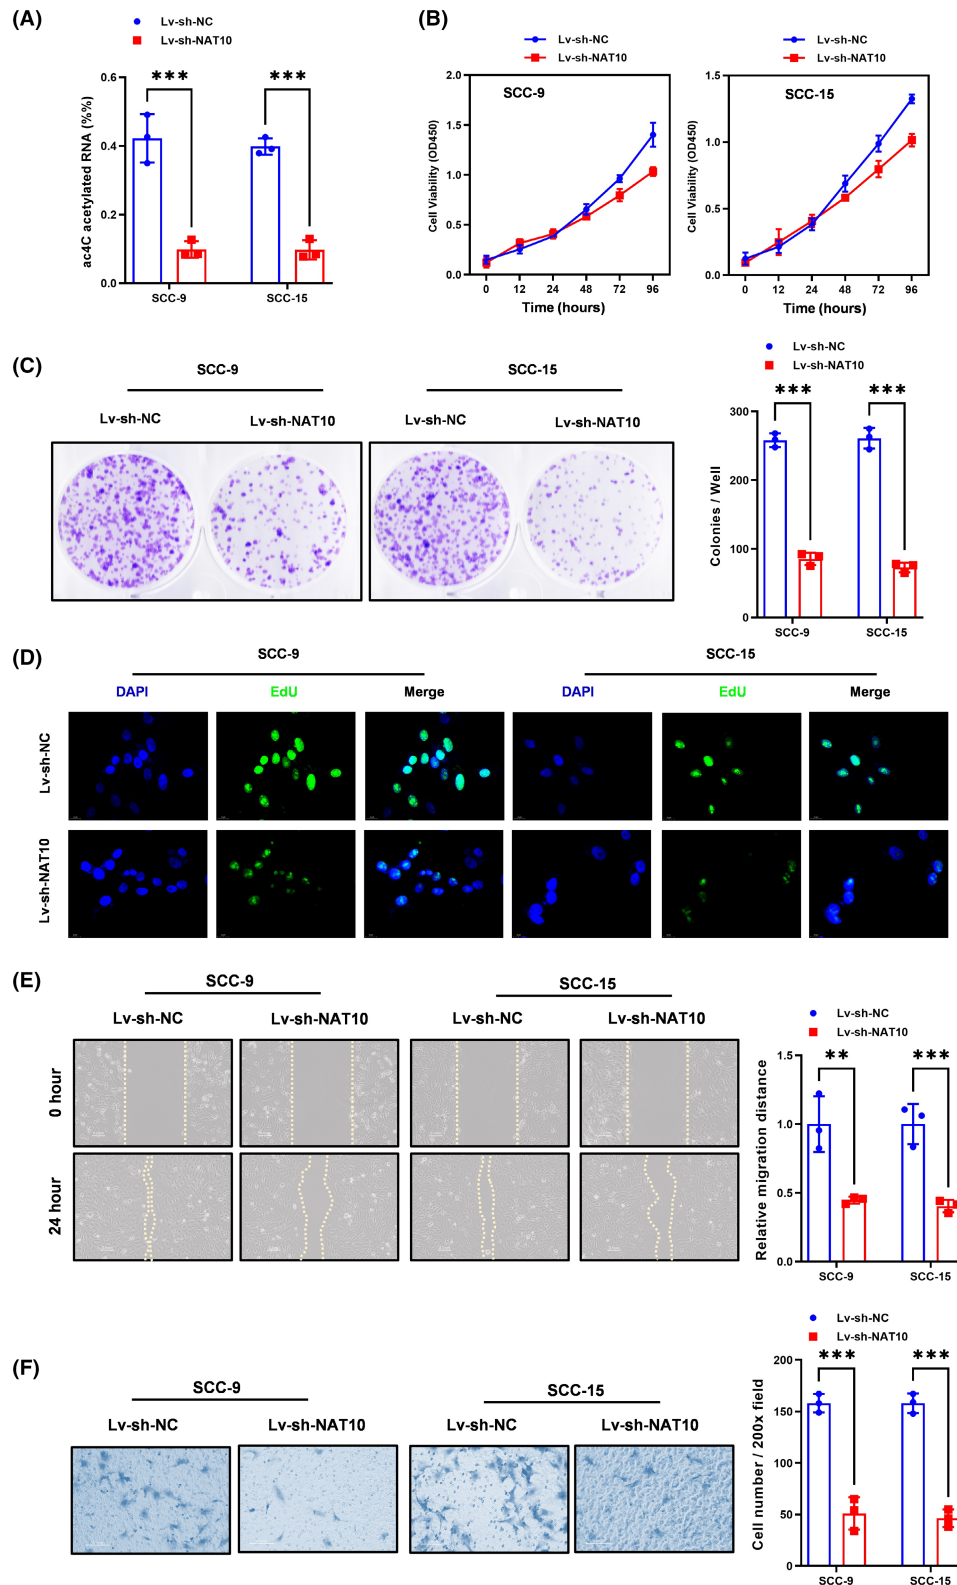 (A)
Lv-sh-NC
Lv-sh-NAT10
ac4C acetylated RNA (%%)
0.6
0.4
0.2
0.0
***
***
SCC-9
SCC-15
(B)
Lv-sh-NC
Lv-sh-NAT10
SCC-9
Cell Viability (OD450)
2.0
1.5
1.0
0.5
0.0
0 12 24 48 72 96
Time (hours)
Lv-sh-NC
Lv-sh-NAT10
SCC-15
Cell Viability (OD450)
1.5
1.0
0.5
0.0
0 12 24 48 72 96
Time (hours)
(C)
SCC-9
SCC-15
Lv-sh-NC
Lv-sh-NAT10
Lv-sh-NC
Lv-sh-NAT10
Lv-sh-NC
Lv-sh-NAT10
Colonies / Well
300
200
100
0
***
***
SCC-9
SCC-15
(D)
SCC-9
SCC-15
DAPI
EdU
Merge
DAPI
EdU
Merge
Lv-sh-NC
Lv-sh-NAT10
(E)
SCC-9
SCC-15
Lv-sh-NC
Lv-sh-NAT10
Lv-sh-NC
Lv-sh-NAT10
0 hour
24 hour
Lv-sh-NC
Lv-sh-NAT10
Relative migration distance
1.5
1.0
0.5
0.0
**
***
SCC-9
SCC-15
(F)
SCC-9
SCC-15
Lv-sh-NC
Lv-sh-NAT10
Lv-sh-NC
Lv-sh-NAT10
Lv-sh-NC
Lv-sh-NAT10
Cell number / 200x field
200
150
100
50
0
***
***
SCC-9
SCC-15